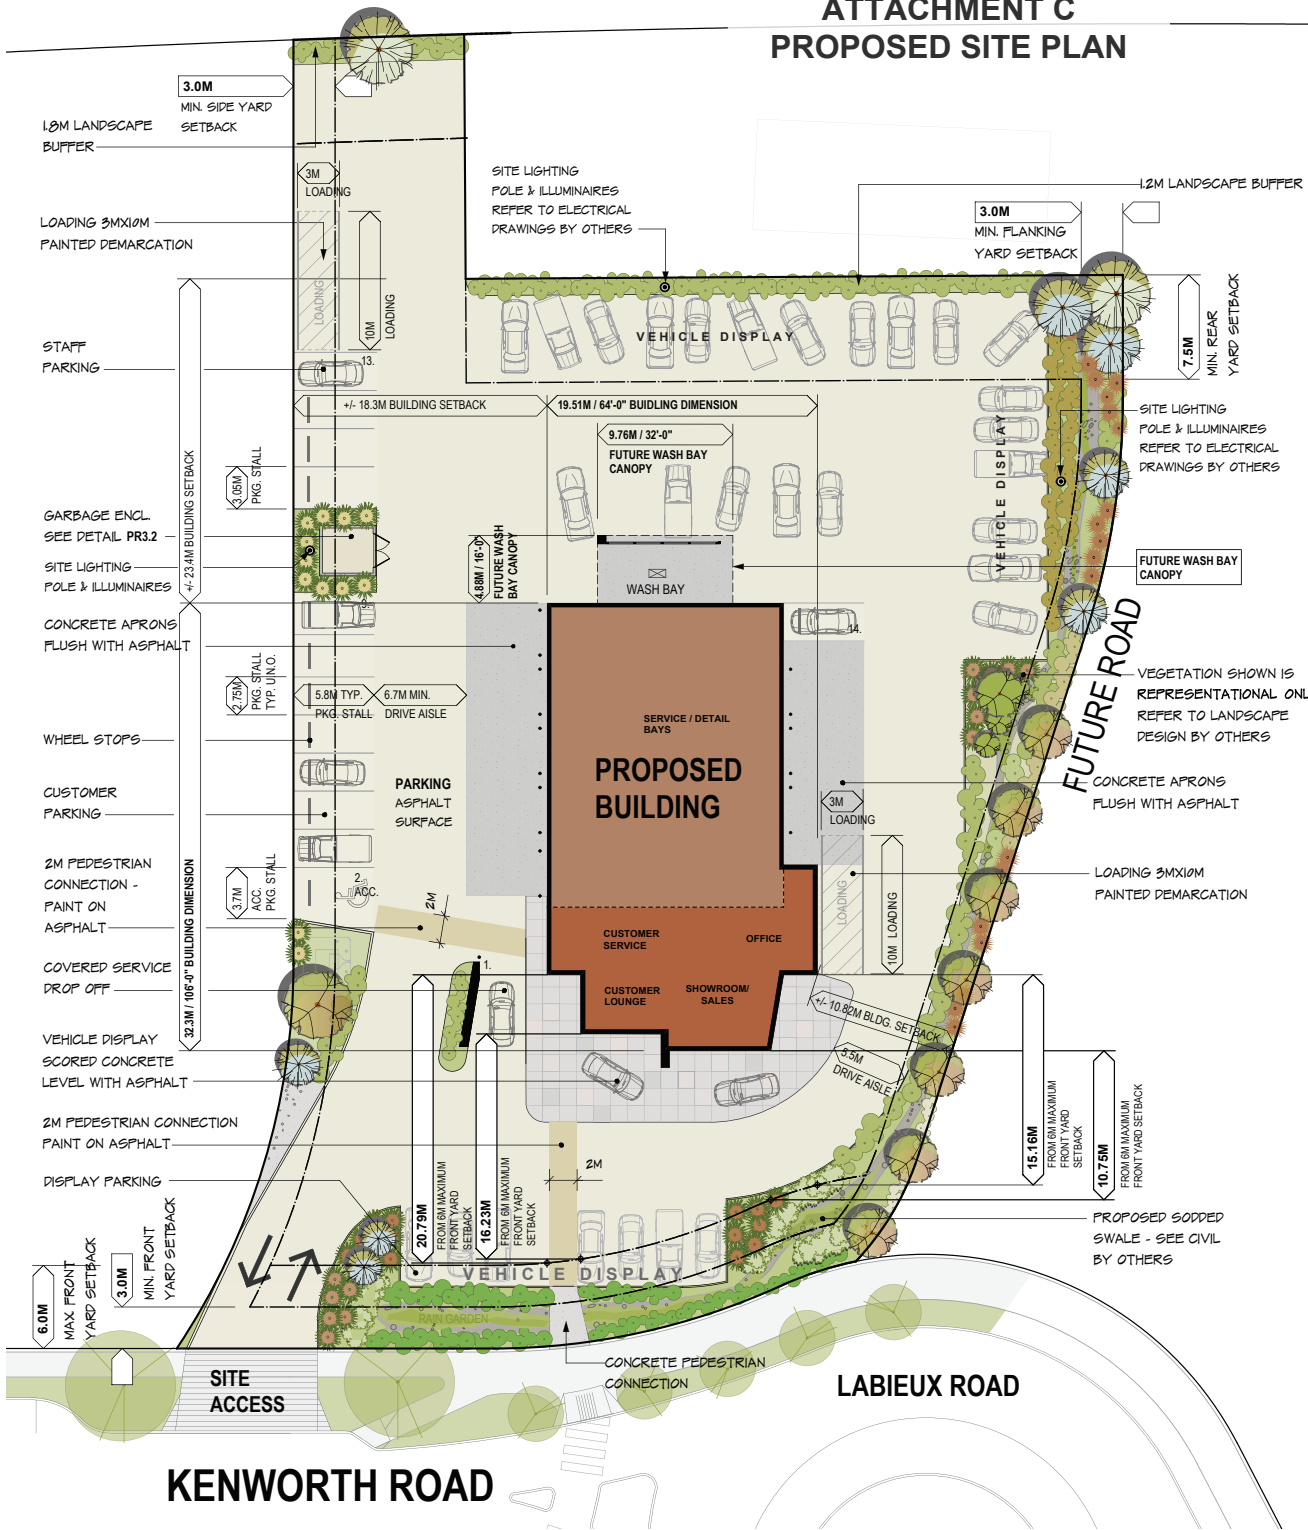 ATTACHMENT C
PROPOSED SITE PLAN
3.0M
MIN. SIDE YARD
SETBACK
1.8M LANDSCAPE
BUFFER
3M
LOADING
LOADING 3MX10M
PAINTED DEMARCATION
LOADING
10M
LOADING
SITE LIGHTING
POLE & ILLUMINAIRES
REFER TO ELECTRICAL
DRAWINGS BY OTHERS
1.2M LANDSCAPE BUFFER
3.0M
MIN. FLANKING
YARD SETBACK
7.5M
MIN. REAR
YARD SETBACK
VEHICLE DISPLAY
STAFF
PARKING
13.
+/- 18.3M BUILDING SETBACK
19.51M / 64'-0" BUIDLING DIMENSION
9.76M / 32'-0"
FUTURE WASH BAY
CANOPY
VEHICLE DISPLAY
SITE LIGHTING
POLE & ILLUMINAIRES
REFER TO ELECTRICAL
DRAWINGS BY OTHERS
3.05M
PKG. STALL
+/- 23.4M BUILDING SETBACK
GARBAGE ENCL.
SEE DETAIL PR3.2
SITE LIGHTING
POLE & ILLUMINAIRES
4.88M / 16'-0"
FUTURE WASH
BAY CANOPY
WASH BAY
FUTURE WASH BAY
CANOPY
CONCRETE APRONS
FLUSH WITH ASPHALT
14.
FUTURE ROAD
2.75M
PKG. STALL
TYP. U.N.O.
5.8M TYP.
PKG. STALL
6.7M MIN.
DRIVE AISLE
VEGETATION SHOWN IS
REPRESENTATIONAL ONL
REFER TO LANDSCAPE
DESIGN BY OTHERS
SERVICE / DETAIL
BAYS
WHEEL STOPS
PROPOSED
BUILDING
PARKING
ASPHALT
SURFACE
CUSTOMER
PARKING
CONCRETE APRONS
FLUSH WITH ASPHALT
3M
LOADING
2M PEDESTRIAN
CONNECTION -
PAINT ON
ASPHALT
3.7M
ACC.
PKG. STALL
2.
ACC.
2M
LOADING
10M LOADING
LOADING 3MX10M
PAINTED DEMARCATION
32.3M / 106'-0" BUILDING DIMENSION
CUSTOMER
SERVICE
OFFICE
CUSTOMER
LOUNGE
SHOWROOM/
SALES
COVERED SERVICE
DROP OFF
1.
+/- 10.82M BLDG. SETBACK
5.5M
DRIVE AISLE
VEHICLE DISPLAY
SCORED CONCRETE
LEVEL WITH ASPHALT
2M PEDESTRIAN CONNECTION
PAINT ON ASPHALT
2M
20.79M
FROM 6M MAXIMUM
FRONT YARD
SETBACK
16.23M
FROM 6M MAXIMUM
FRONT YARD
SETBACK
15.16M
FROM 6M MAXIMUM
FRONT YARD
SETBACK
10.75M
FROM 6M MAXIMUM
FRONT YARD SETBACK
DISPLAY PARKING
PROPOSED SODDED
SWALE - SEE CIVIL
BY OTHERS
VEHICLE DISPLAY
6.0M
MAX. FRONT
YARD SETBACK
3.0M
MIN. FRONT
YARD SETBACK
RAIN GARDEN
CONCRETE PEDESTRIAN
CONNECTION
SITE
ACCESS
LABIEUX ROAD
KENWORTH ROAD